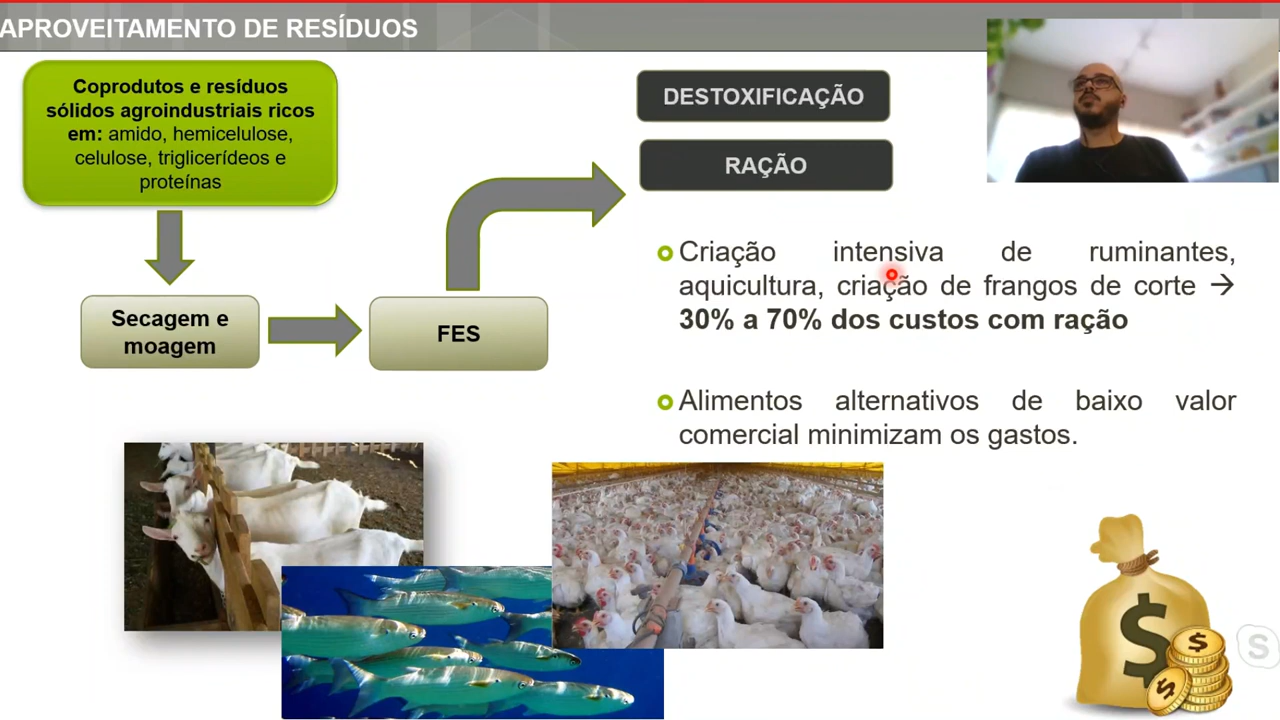 APROVEITAMENTO DE RESÍDUOS
Coprodutos e resíduos
sólidos agroindustriais ricos
em: amido, hemicelulose,
celulose, triglicerídeos e
proteínas
Secagem e
moagem
FES
DESTOXIFICAÇÃO
RAÇÃO
Criação intensiva de ruminantes,
aquicultura, criação de frangos de corte →
30% a 70% dos custos com ração
Alimentos alternativos de baixo valor
comercial minimizam os gastos.
$
$
$
S